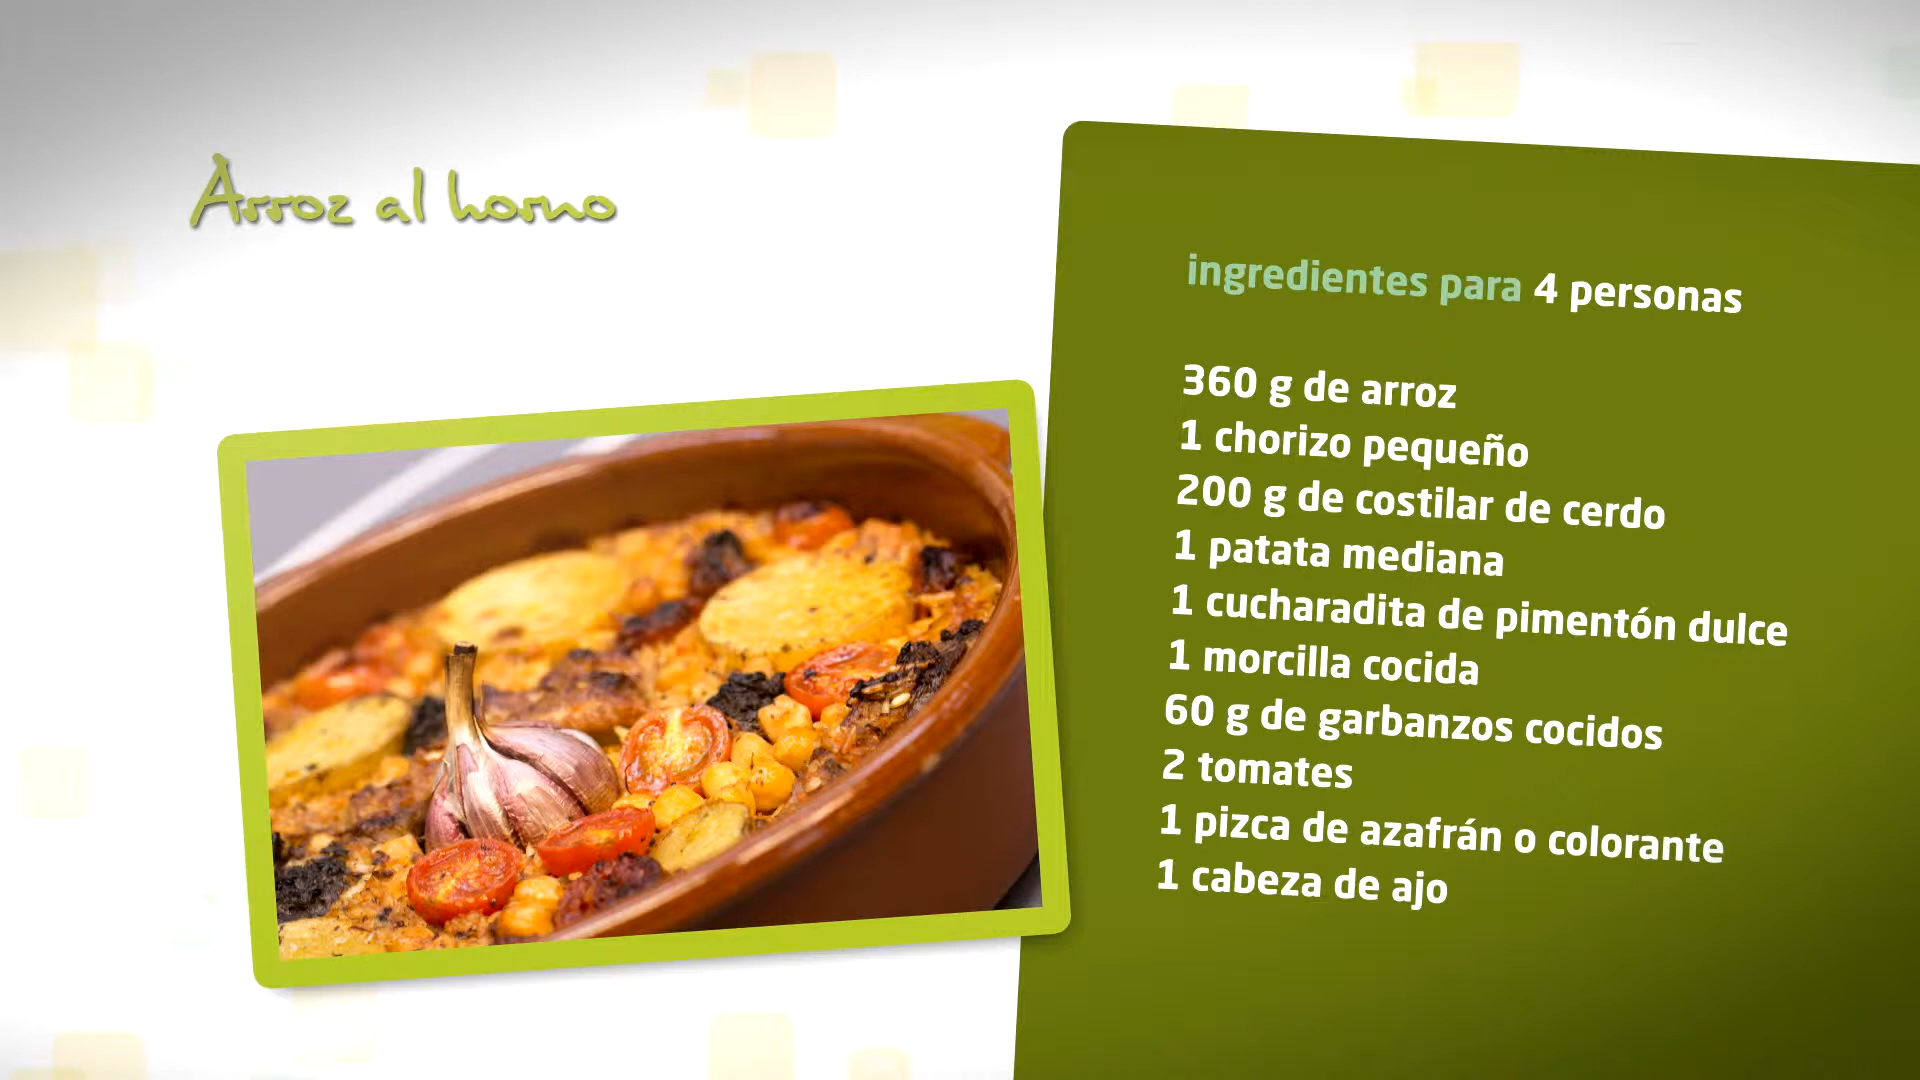 Arroz al horno
ingredientes para 4 personas
360 g de arroz
1 chorizo pequeño
200 g de costilar de cerdo
1 patata mediana
1 cucharadita de pimentón dulce
1 morcilla cocida
60 g de garbanzos cocidos
2 tomates
1 pizca de azafrán o colorante
1 cabeza de ajo